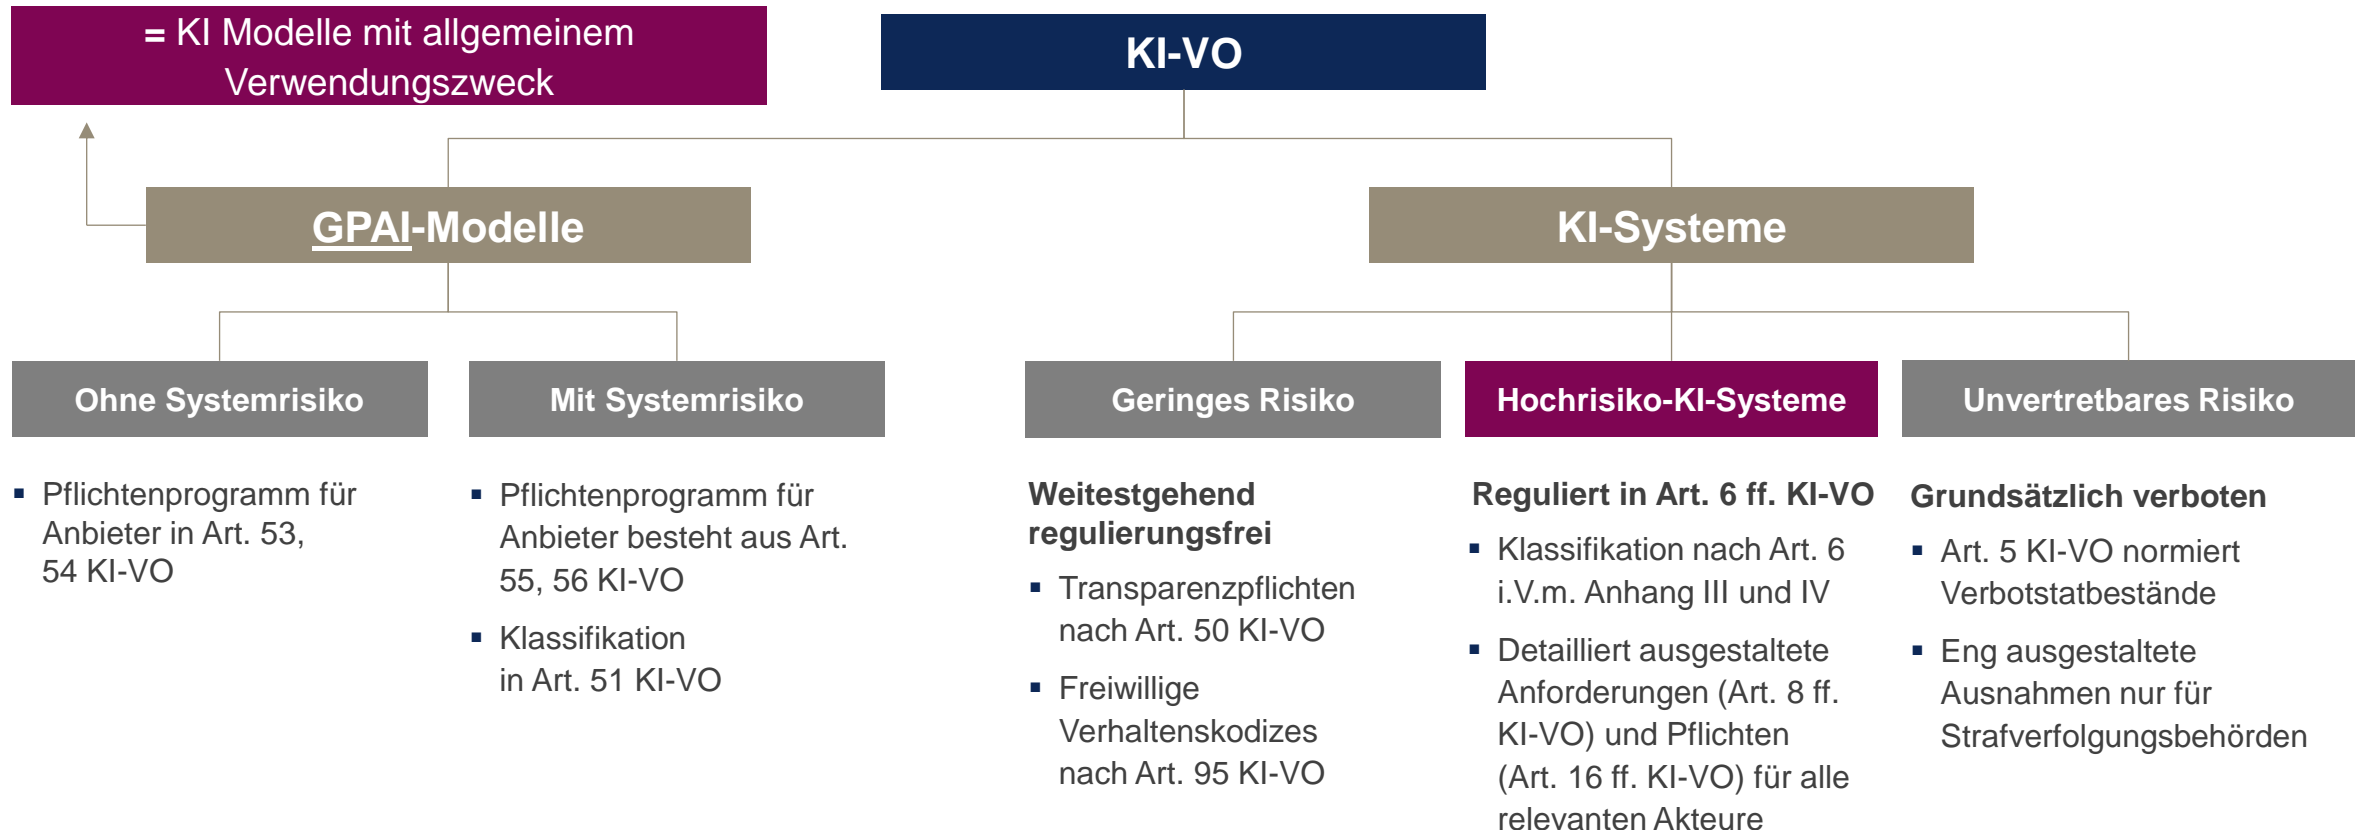 = KI Modelle mit allgemeinem
Verwendungszweck
KI-VO
GPAI-Modelle
KI-Systeme
Ohne Systemrisiko
Mit Systemrisiko
Geringes Risiko
Hochrisiko-KI-Systeme
Unvertretbares Risiko
▪ Pflichtenprogramm für
Anbieter in Art. 53,
54 KI-VO
▪ Pflichtenprogramm für
Anbieter besteht aus Art.
55, 56 KI-VO
▪ Klassifikation
in Art. 51 KI-VO
Weitestgehend
regulierungsfrei
▪ Transparenzpflichten
nach Art. 50 KI-VO
▪ Freiwillige
Verhaltenskodizes
nach Art. 95 KI-VO
Reguliert in Art. 6 ff. KI-VO
▪ Klassifikation nach Art. 6
i.V.m. Anhang III und IV
▪ Detailliert ausgestaltete
Anforderungen (Art. 8 ff.
KI-VO) und Pflichten
(Art. 16 ff. KI-VO) für alle
relevanten Akteure
Grundsätzlich verboten
▪ Art. 5 KI-VO normiert
Verbotstatbestände
▪ Eng ausgestaltete
Ausnahmen nur für
Strafverfolgungsbehörden